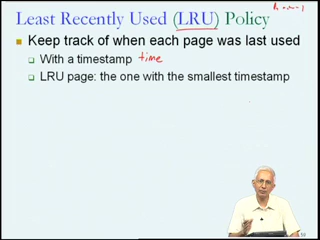 Least Recently Used (LRU) Policy
Keep track of when each page was last used
With a timestamp time
LRU page: the one with the smallest timestamp